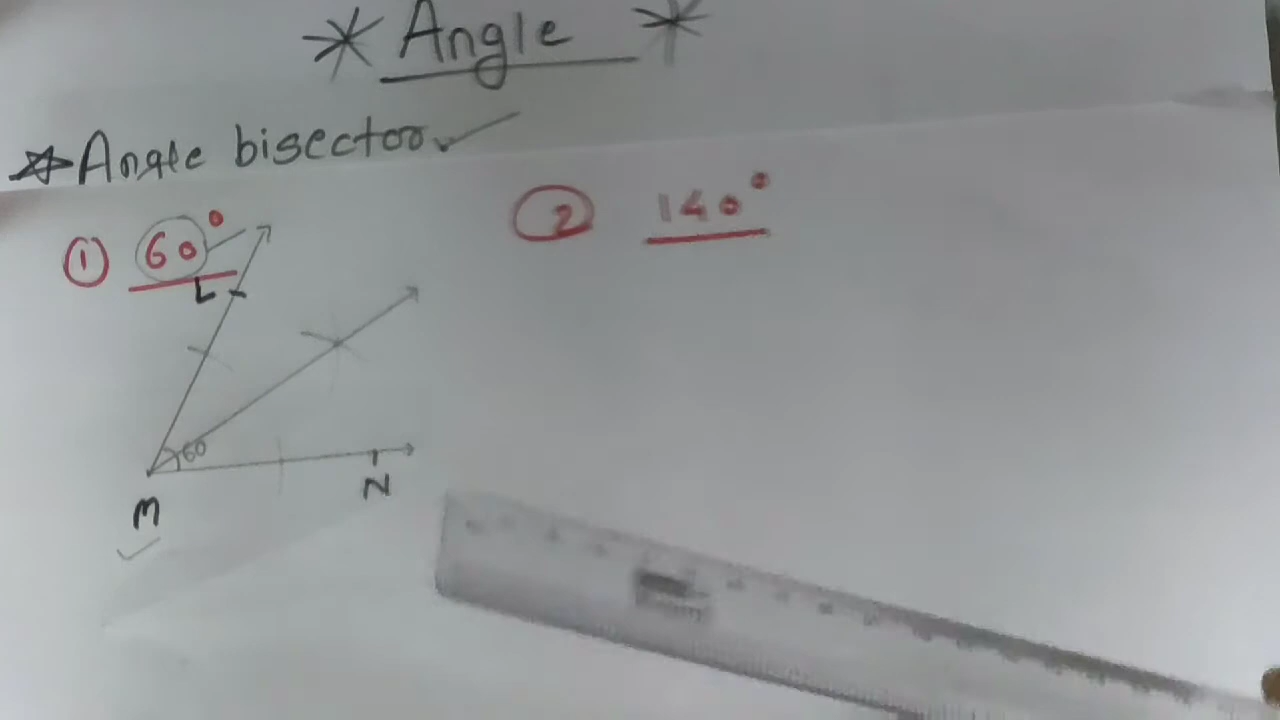 * Angle *
Angle bisector ✓
① 60°
② 140°
L
60
M
N